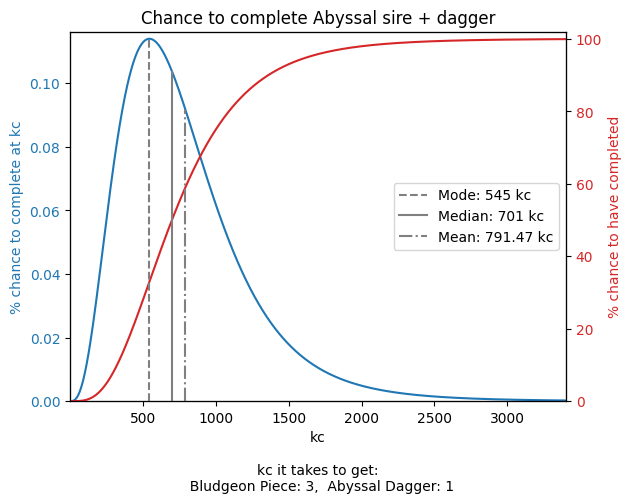 Chance to complete Abyssal sire + dagger
% chance to complete at kc
0.10
0.08
0.06
0.04
0.02
0.00
100
80
60
40
20
0
% chance to have completed
Mode: 545 kc
Median: 701 kc
Mean: 791.47 kc
500 1000 1500 2000 2500 3000
kc
kc it takes to get:
Bludgeon Piece: 3, Abyssal Dagger: 1